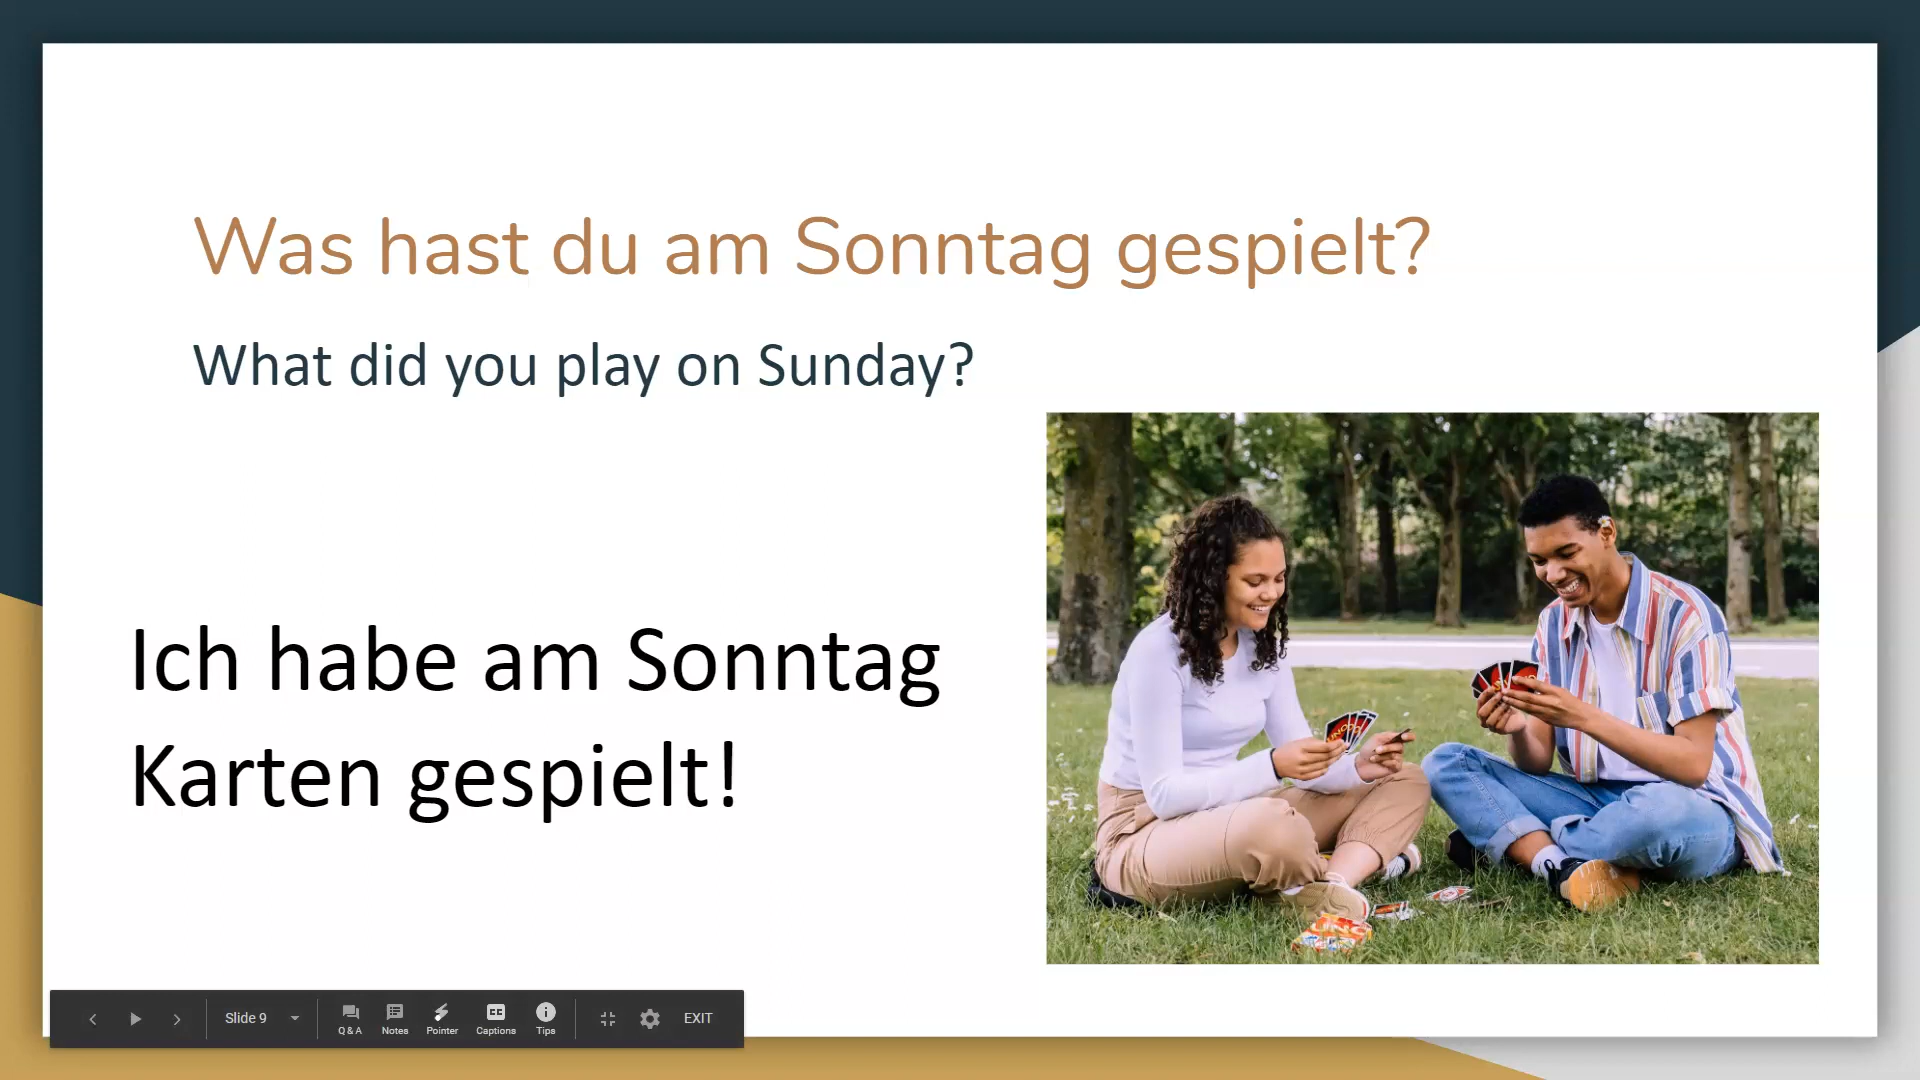 Was hast du am Sonntag gespielt?
What did you play on Sunday?
Ich habe am Sonntag
Karten gespielt!
UNO
Slide 9
Q & A
Notes
Pointer
Captions
Tips
EXIT